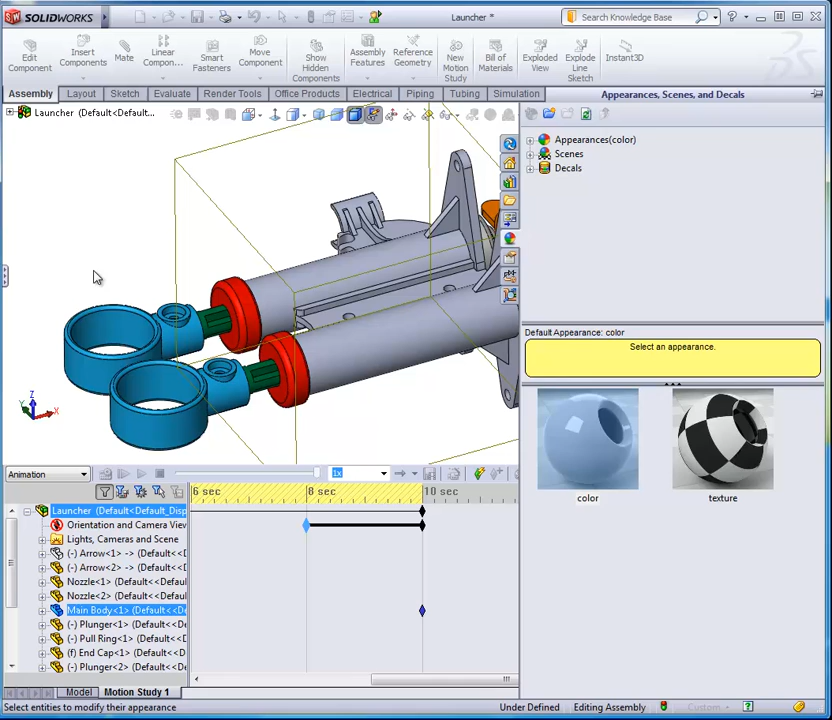 SOLIDWORKS
Launcher *
Search Knowledge Base
Edit Component
Insert Components
Mate
Linear Compon...
Smart Fasteners
Move Component
Show Hidden Components
Assembly Features
Reference Geometry
New Motion Study
Bill of Materials
Exploded View
Explode Line Sketch
Instant3D
Assembly Layout Sketch Evaluate Render Tools Office Products Electrical Piping Tubing Simulation
Appearances, Scenes, and Decals
Launcher (Default<Default...
Appearances(color)
Scenes
Decals
Default Appearance: color
Select an appearance.
color
texture
Z
Y
X
Animation
1x
6 sec 8 sec 10 sec
Launcher (Default<Default_Disp
Orientation and Camera View
Lights, Cameras and Scene
(-) Arrow<1> -> (Default<<D
(-) Arrow<2> -> (Default<<D
Nozzle<1> (Default<<Default
Nozzle<2> (Default<<Default
Main Body<1> (Default<<De
(-) Plunger<1> (Default<<De
(-) Pull Ring<1> (Default<<D
(f) End Cap<1> (Default<<D
(-) Plunger<2> (Default<<De
Model Motion Study 1
Select entities to modify their appearance
Under Defined
Editing Assembly
Custom